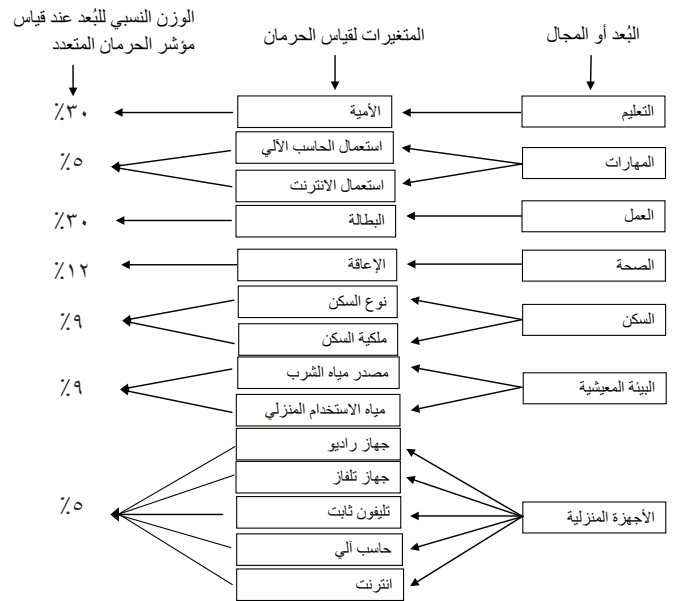 البُعد أو المجال
المتغيرات لقياس الحرمان
الوزن النسبي للبُعد عند قياس
مؤشر الحرمان المتعدد
التعليم
الأمية
٪٣٠
المهارات
استعمال الحاسب الآلي
استعمال الانترنت
٪٥
العمل
البطالة
٪٣٠
الصحة
الإعاقة
٪١٢
السكن
نوع السكن
ملكية السكن
٪٩
البيئة المعيشية
مصدر مياه الشرب
مياه الاستخدام المنزلي
٪٩
الأجهزة المنزلية
جهاز راديو
جهاز تلفاز
تليفون ثابت
حاسب آلي
انترنت
٪٥